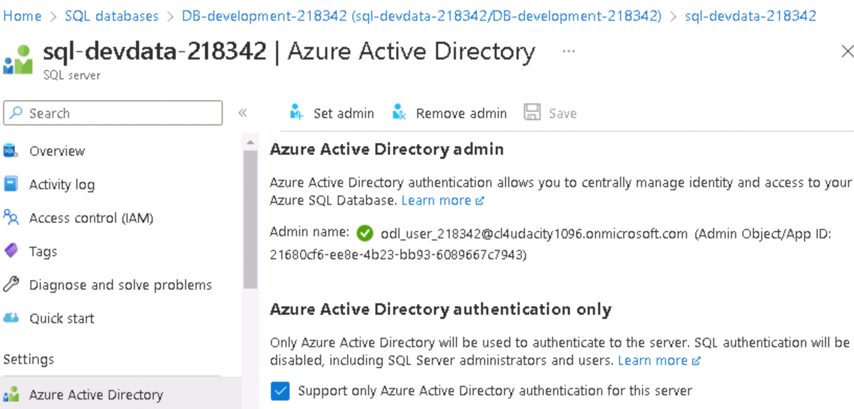 Home > SQL databases > DB-development-218342 (sql-devdata-218342/DB-development-218342) > sql-devdata-218342
sql-devdata-218342 | Azure Active Directory ...
SQL server
Search
Set admin Remove admin Save
Overview
Activity log
Access control (IAM)
Tags
Diagnose and solve problems
Quick start
Settings
Azure Active Directory
Azure Active Directory admin
Azure Active Directory authentication allows you to centrally manage identity and access to your
Azure SQL Database. Learn more
Admin name: odl_user_218342@cl4udacity1096.onmicrosoft.com (Admin Object/App ID:
21680cf6-ee8e-4b23-bb93-6089667c7943)
Azure Active Directory authentication only
Only Azure Active Directory will be used to authenticate to the server. SQL authentication will be
disabled, including SQL Server administrators and users. Learn more
Support only Azure Active Directory authentication for this server